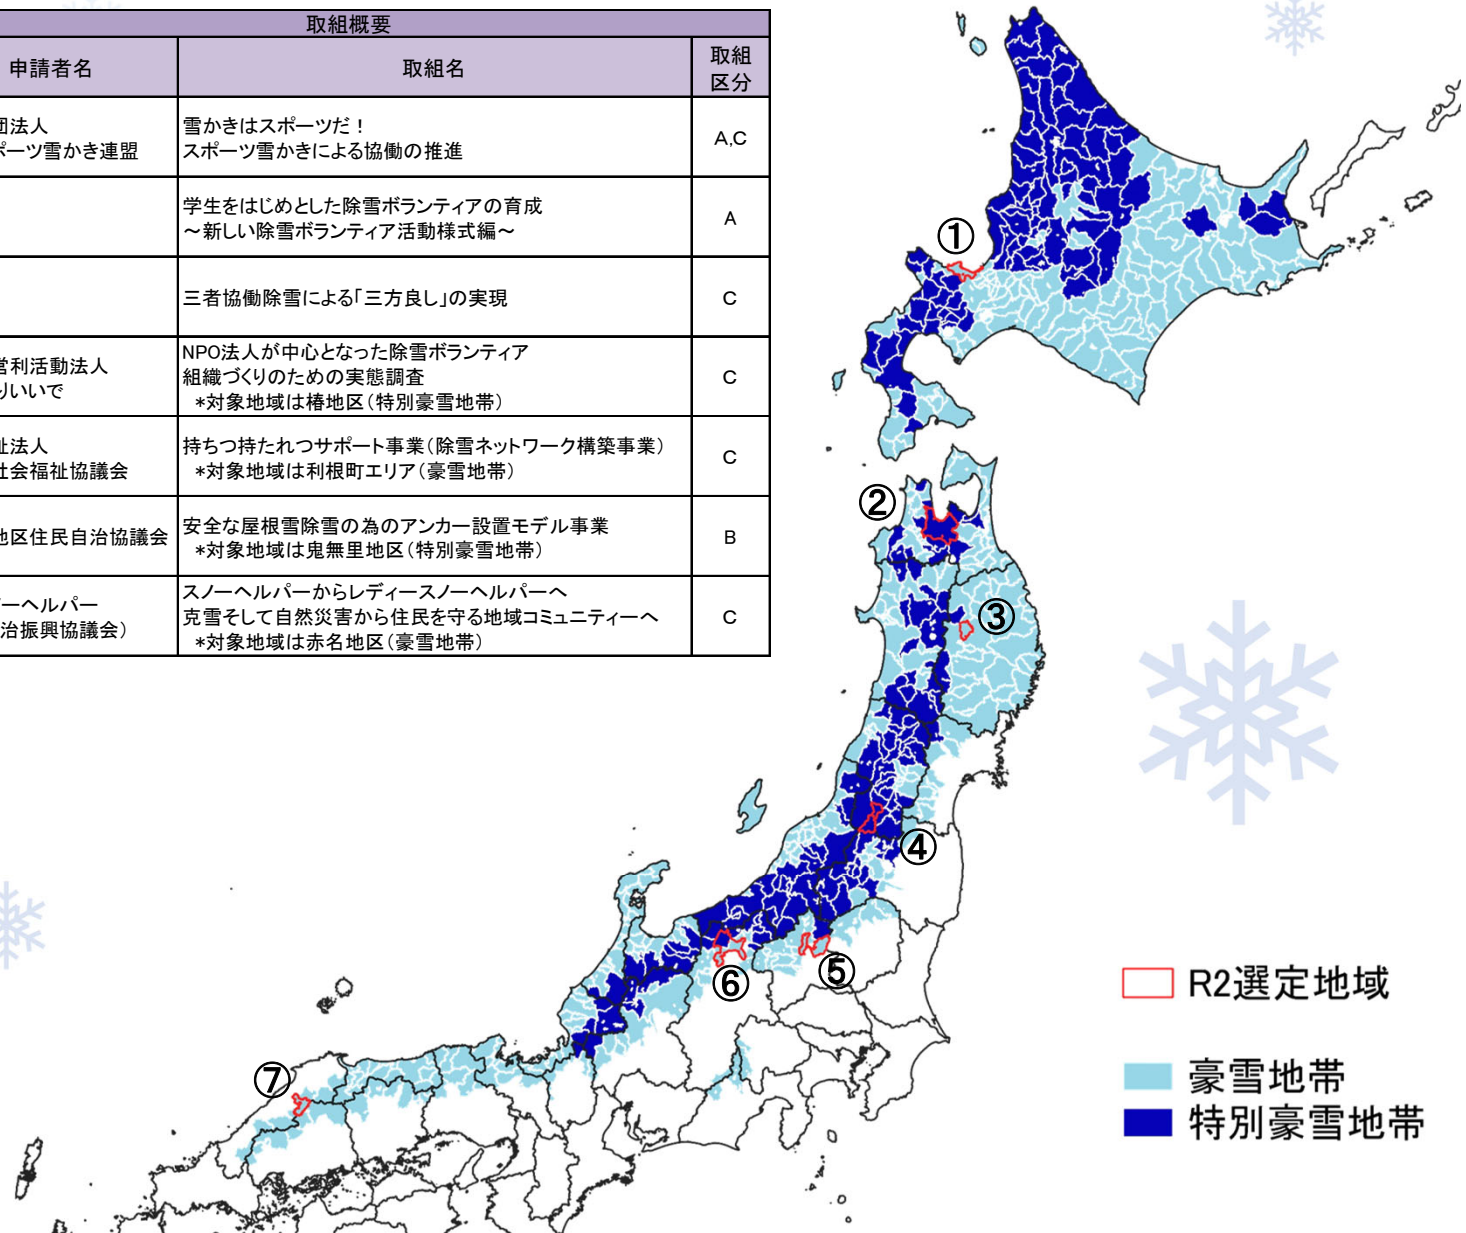 取組概要
申請者名
取組名
取組
区分
団法人
ポーツ雪かき連盟
雪かきはスポーツだ！
スポーツ雪かきによる協働の推進
A,C
学生をはじめとした除雪ボランティアの育成
～新しい除雪ボランティア活動様式編～
A
三者協働除雪による「三方良し」の実現
C
営利活動法人
りいいで
NPO法人が中心となった除雪ボランティア
組織づくりのための実態調査
*対象地域は椿地区（特別豪雪地帯）
C
祉法人
社会福祉協議会
持ちつ持たれつサポート事業（除雪ネットワーク構築事業）
*対象地域は利根町エリア（豪雪地帯）
C
地区住民自治協議会
安全な屋根雪除雪の為のアンカー設置モデル事業
*対象地域は鬼無里地区（特別豪雪地帯）
B
ーヘルパー
治振興協議会）
スノーヘルパーからレディースノーヘルパーへ
克雪そして自然災害から住民を守る地域コミュニティーへ
*対象地域は赤名地区（豪雪地帯）
C
①
②
③
④
⑤
⑥
⑦
R2選定地域
豪雪地帯
特別豪雪地帯